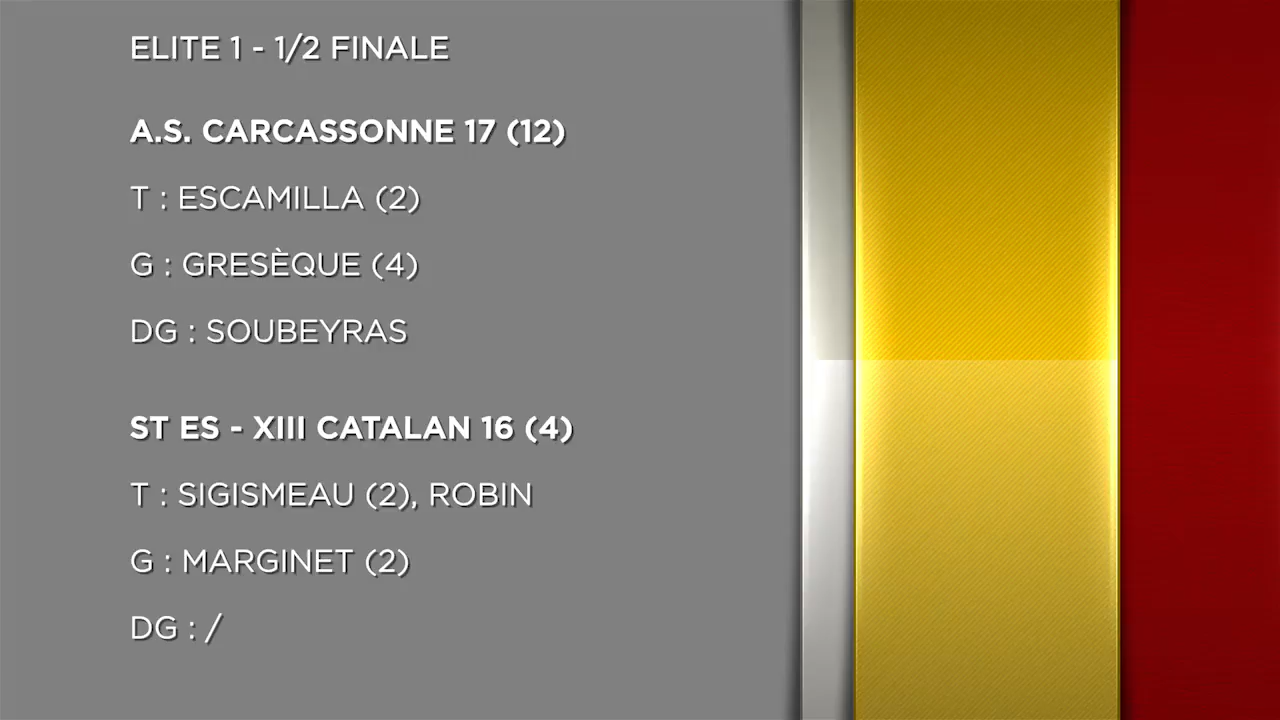 ELITE 1 - 1/2 FINALE
A.S. CARCASSONNE 17 (12)
T : ESCAMILLA (2)
G : GRESÈQUE (4)
DG : SOUBEYRAS
ST ES - XIII CATALAN 16 (4)
T : SIGISMEAU (2), ROBIN
G : MARGINET (2)
DG : /